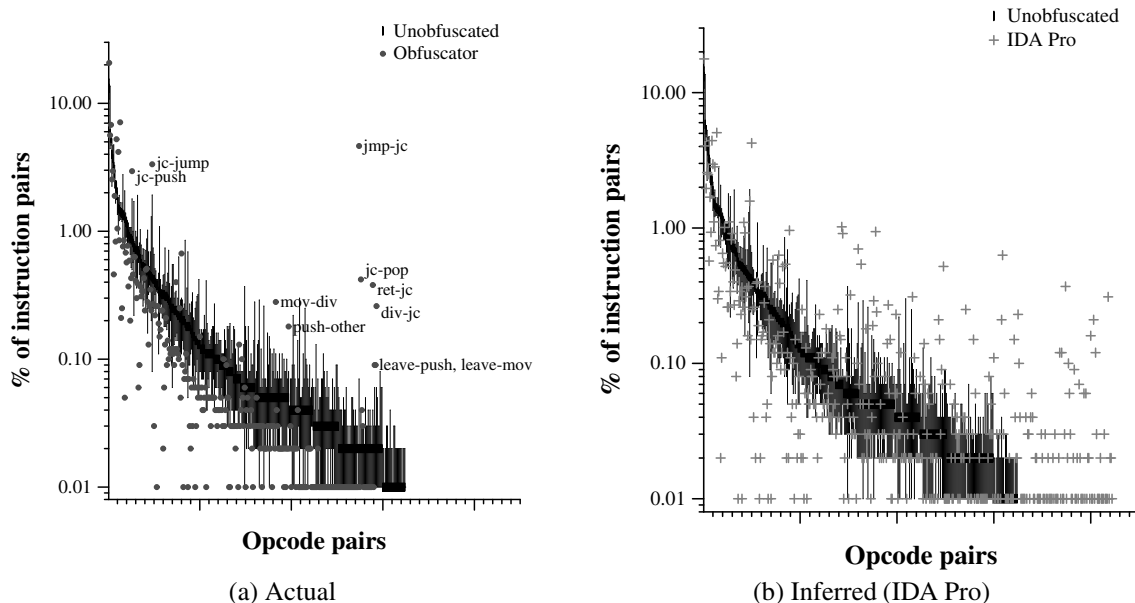 Unobfuscated
Obfuscator
10.00
1.00
0.10
0.01
% of instruction pairs
jmp-jc
jc-jump
jc-push
jc-pop
ret-jc
mov-div
div-jc
push-other
leave-push, leave-mov
Opcode pairs
(a) Actual
Unobfuscated
IDA Pro
10.00
1.00
0.10
0.01
% of instruction pairs
Opcode pairs
(b) Inferred (IDA Pro)